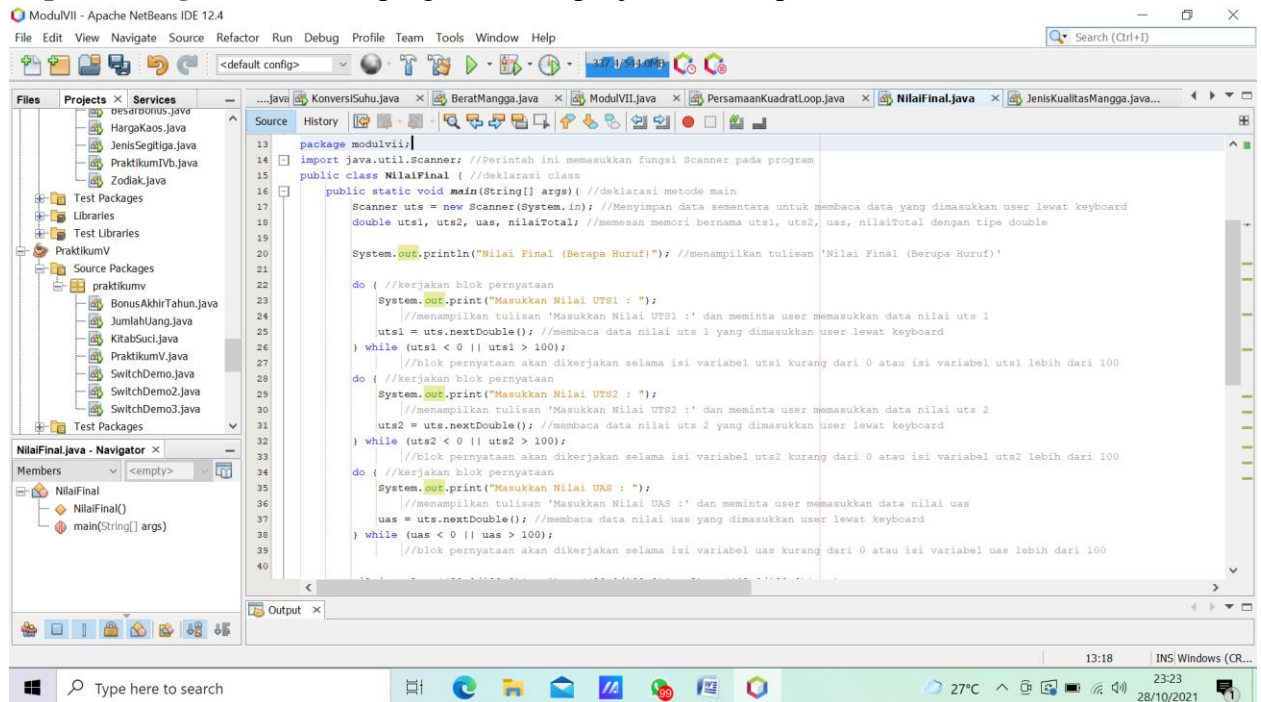 ModulVII - Apache NetBeans IDE 12.4
File Edit View Navigate Source Refactor Run Debug Profile Team Tools Window Help
Search (Ctrl+I)
<default config>
337.4/544.0MB
Files Projects Services
....java KonversiSuhu.java BeratMangga.java ModulVII.java PersamaanKuadratLoop.java NilaiFinal.java JenisKualitasMangga.java...
Source History
BesarBonus.java
HargaKaos.java
JenisSegitiga.java
PraktikumIVb.java
Zodiak.java
Test Packages
Libraries
Test Libraries
PraktikumV
Source Packages
praktikumv
BonusAkhirTahun.java
JumlahUang.java
KitabSuci.java
PraktikumV.java
SwitchDemo.java
SwitchDemo2.java
SwitchDemo3.java
Test Packages
NilaiFinal.java - Navigator
Members <empty>
NilaiFinal
NilaiFinal()
main(String[] args)
13 package modulvii;
14 import java.util.Scanner; //Perintah ini memasukkan fungsi Scanner pada program
15 public class NilaiFinal { //deklarasi class
16 public static void main(String[] args){ //deklarasi metode main
17 Scanner uts = new Scanner(System.in); //Menyimpan data sementara untuk membaca data yang dimasukkan user lewat keyboard
18 double uts1, uts2, uas, nilaiTotal; //memesan memori bernama uts1, uts2, uas, nilaiTotal dengan tipe double
19
20 System.out.println("Nilai Final (Berapa Huruf)"); //menampilkan tulisan 'Nilai Final (Berupa Huruf)'
21
22 do { //kerjakan blok pernyataan
23 System.out.print("Masukkan Nilai UTS1 : ");
24 //menampilkan tulisan 'Masukkan Nilai UTS1 :' dan meminta user memasukkan data nilai uts 1
25 uts1 = uts.nextDouble(); //membaca data nilai uts 1 yang dimasukkan user lewat keyboard
26 } while (uts1 < 0 || uts1 > 100);
27 //blok pernyataan akan dikerjakan selama isi variabel uts1 kurang dari 0 atau isi variabel uts1 lebih dari 100
28 do { //kerjakan blok pernyataan
29 System.out.print("Masukkan Nilai UTS2 : ");
30 //menampilkan tulisan 'Masukkan Nilai UTS2 :' dan meminta user memasukkan data nilai uts 2
31 uts2 = uts.nextDouble(); //membaca data nilai uts 2 yang dimasukkan user lewat keyboard
32 } while (uts2 < 0 || uts2 > 100);
33 //blok pernyataan akan dikerjakan selama isi variabel uts2 kurang dari 0 atau isi variabel uts2 lebih dari 100
34 do { //kerjakan blok pernyataan
35 System.out.print("Masukkan Nilai UAS : ");
36 //menampilkan tulisan 'Masukkan Nilai UAS :' dan meminta user memasukkan data nilai uas
37 uas = uts.nextDouble(); //membaca data nilai uas yang dimasukkan user lewat keyboard
38 } while (uas < 0 || uas > 100);
39 //blok pernyataan akan dikerjakan selama isi variabel uas kurang dari 0 atau isi variabel uas lebih dari 100
40
Output
13:18 INS Windows (CR...
Type here to search
99
27°C
23:23
28/10/2021
1